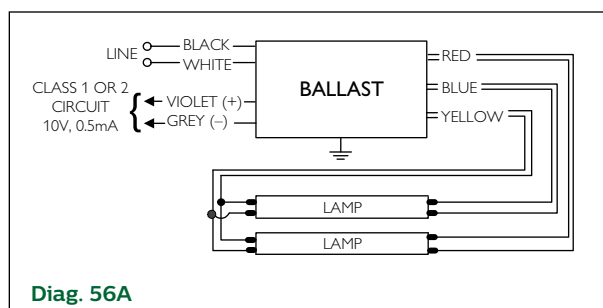 LINE
BLACK
WHITE
CLASS 1 OR 2
CIRCUIT
10V, 0.5mA
VIOLET (+)
GREY (–)
BALLAST
RED
BLUE
YELLOW
LAMP
LAMP
Diag. 56A